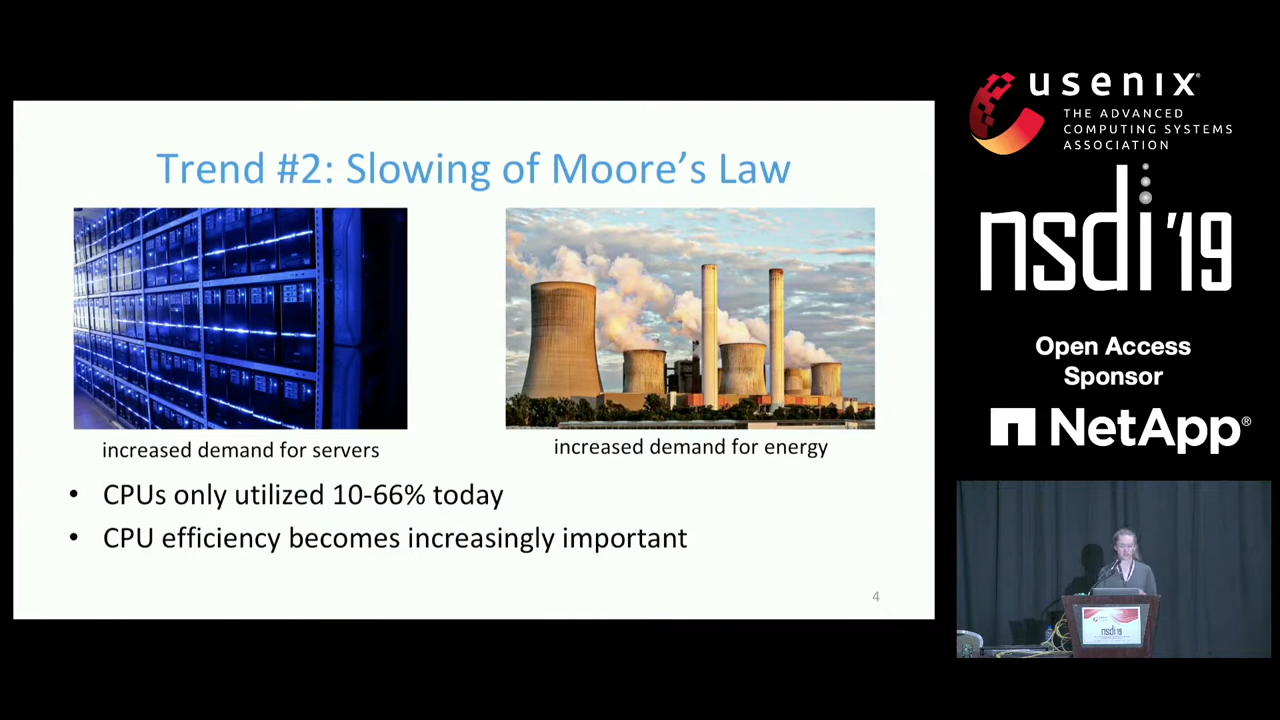 Trend #2: Slowing of Moore's Law
increased demand for servers
increased demand for energy
• CPUs only utilized 10-66% today
• CPU efficiency becomes increasingly important
4
usenix®
THE ADVANCED
COMPUTING SYSTEMS
ASSOCIATION
nsdi '19
Open Access
Sponsor
NetApp®
nsdi '19